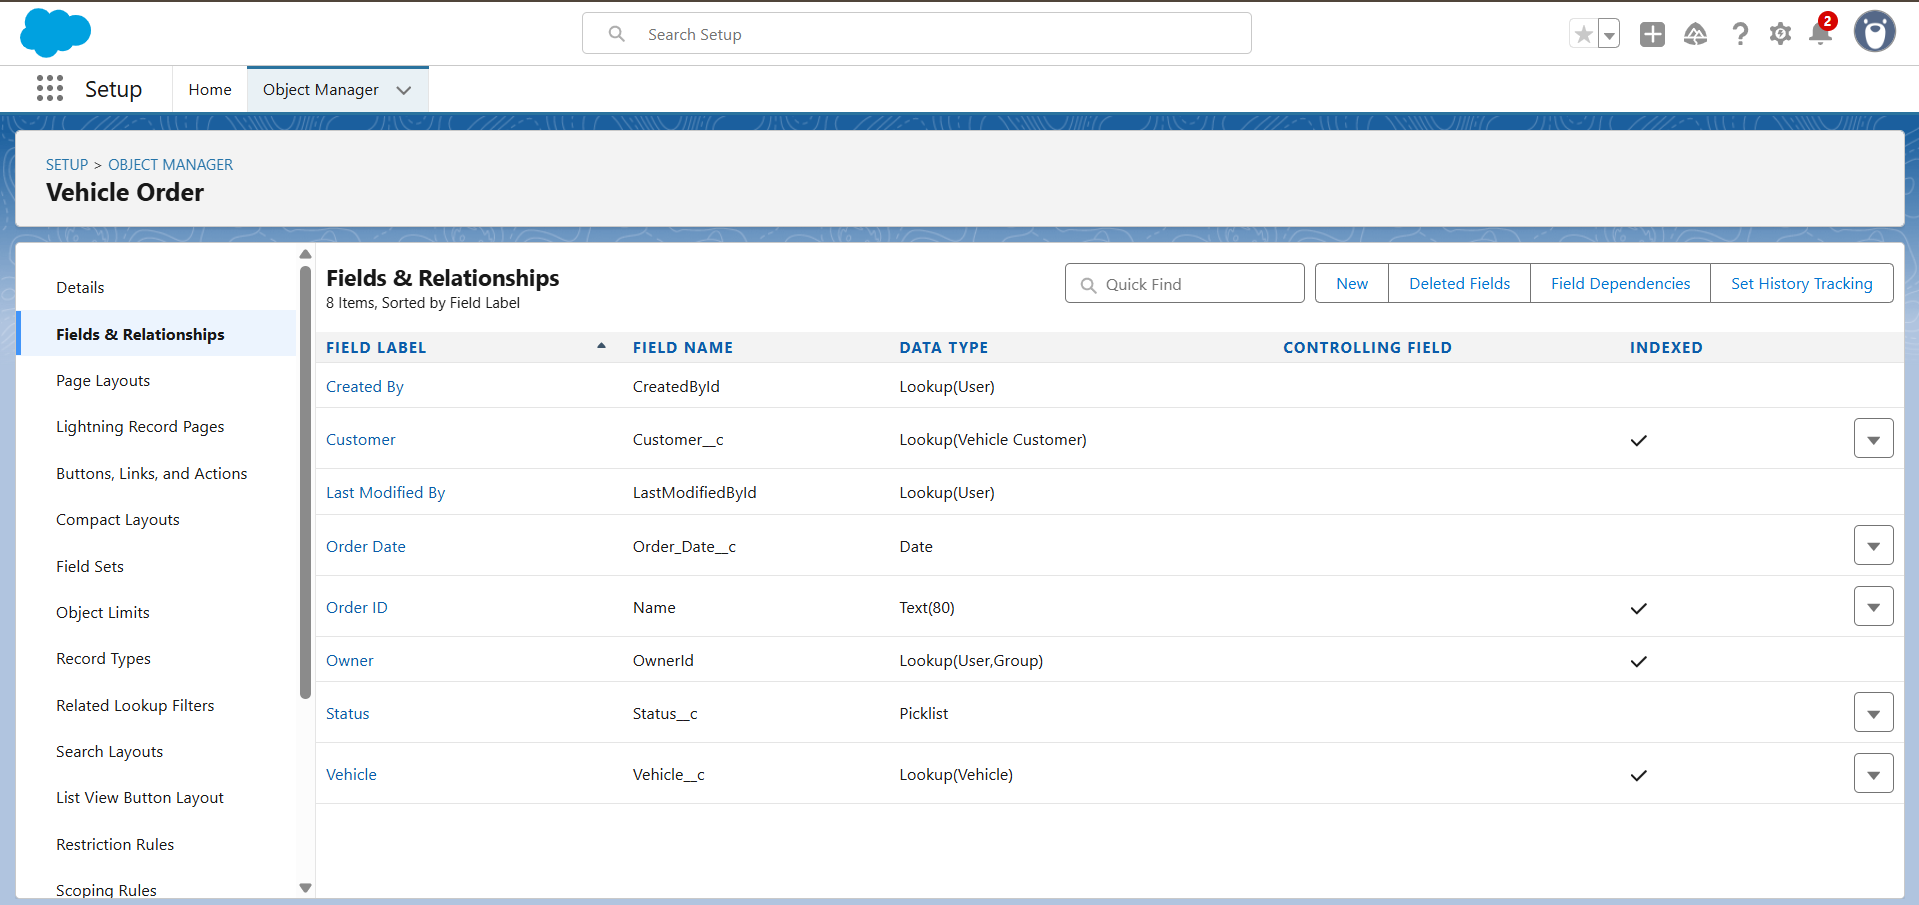 Search Setup
2
Setup
Home
Object Manager
SETUP > OBJECT MANAGER
Vehicle Order
Details
Fields & Relationships
Page Layouts
Lightning Record Pages
Buttons, Links, and Actions
Compact Layouts
Field Sets
Object Limits
Record Types
Related Lookup Filters
Search Layouts
List View Button Layout
Restriction Rules
Scoping Rules
Fields & Relationships
8 Items, Sorted by Field Label
Quick Find
New
Deleted Fields
Field Dependencies
Set History Tracking
FIELD LABEL FIELD NAME DATA TYPE CONTROLLING FIELD INDEXED
Created By CreatedById Lookup(User)
Customer Customer__c Lookup(Vehicle Customer)
Last Modified By LastModifiedById Lookup(User)
Order Date Order_Date__c Date
Order ID Name Text(80)
Owner OwnerId Lookup(User,Group)
Status Status__c Picklist
Vehicle Vehicle__c Lookup(Vehicle)